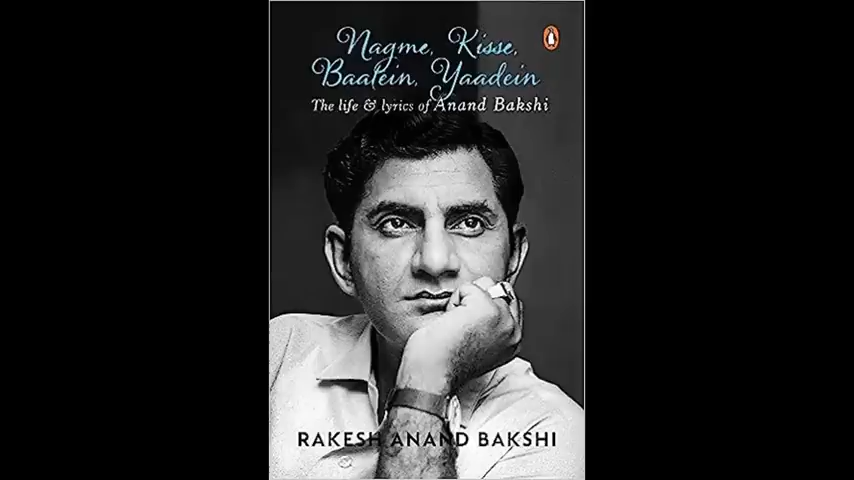 Nagme, Kisse,
Baatein, Yaadein
The life & lyrics of Anand Bakshi
RAKESH ANAND BAKSHI